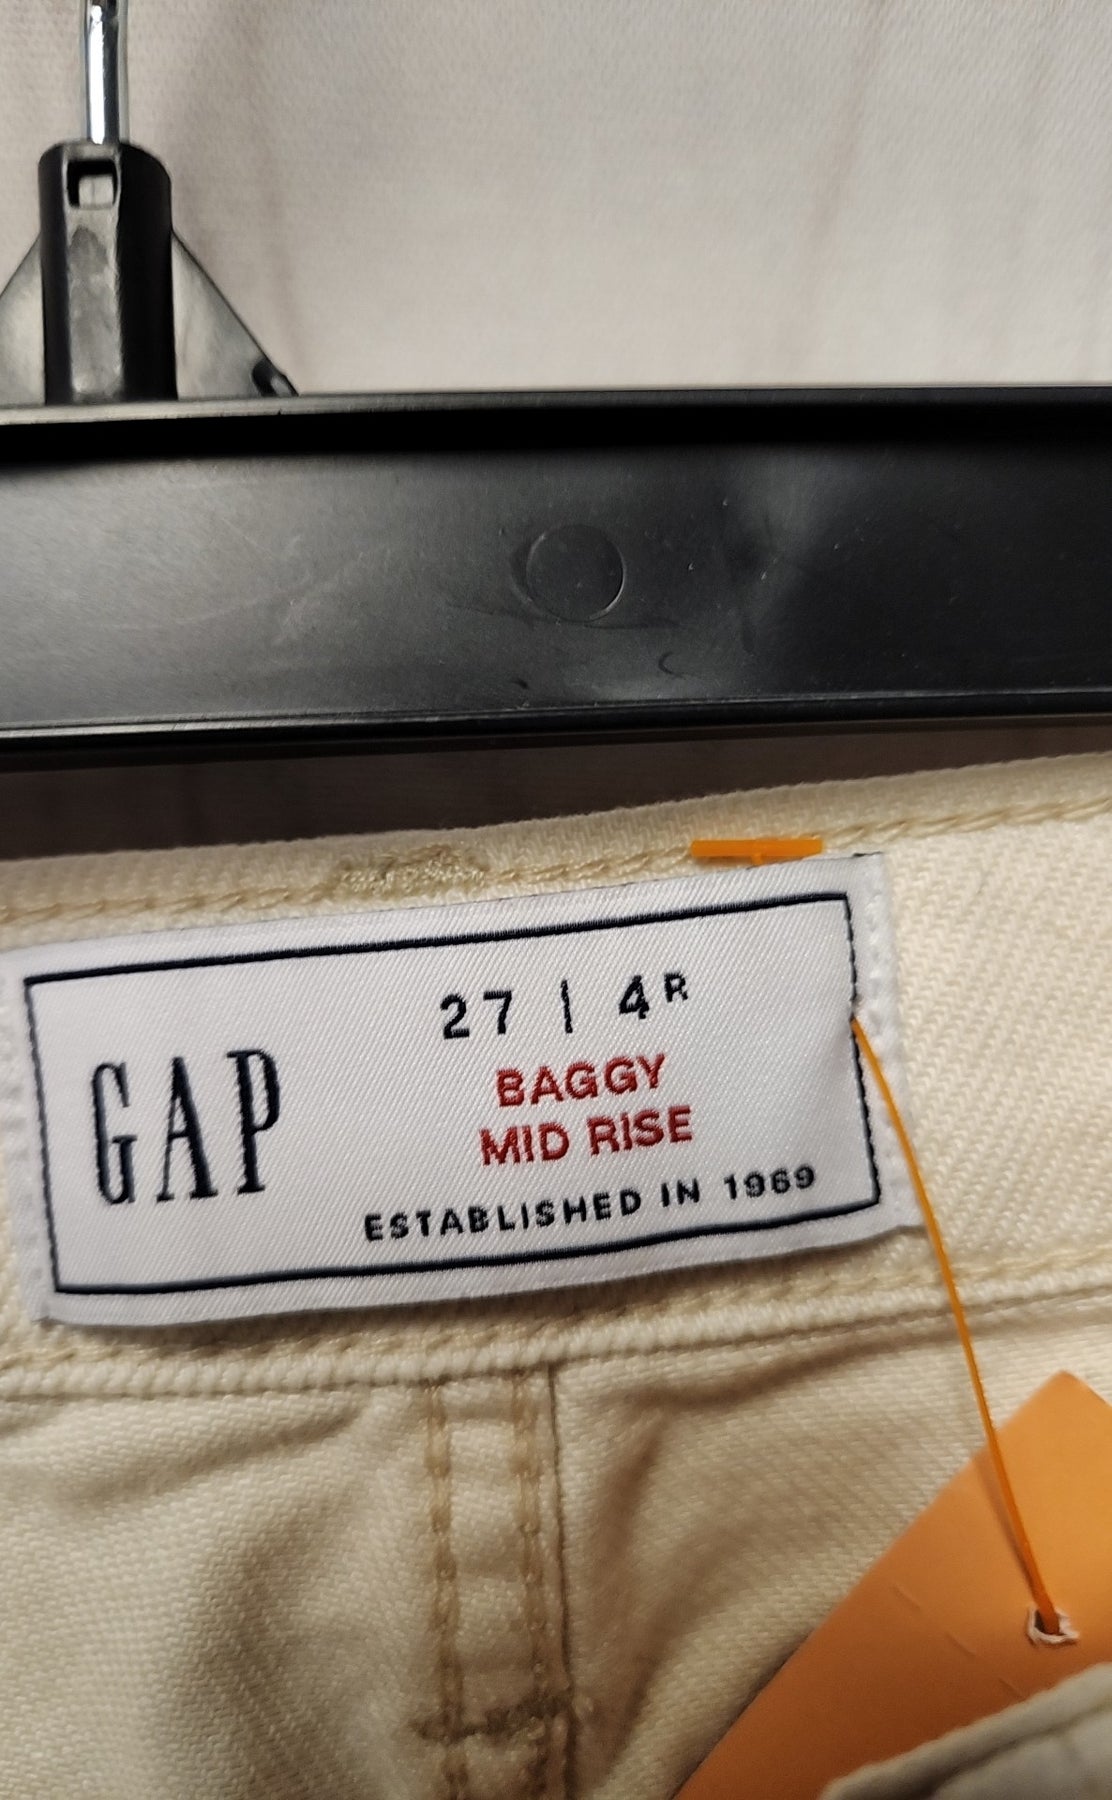 27 | 4R
GAP
BAGGY
MID RISE
ESTABLISHED IN 1969